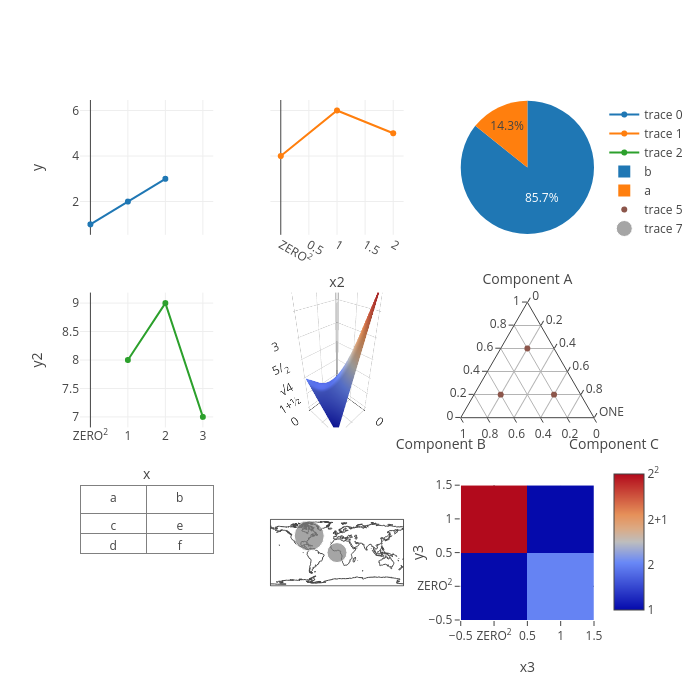 6
4
2
y
ZERO²
0.5
1
1.5
2
14.3%
85.7%
trace 0
trace 1
trace 2
b
a
trace 5
trace 7
9
8.5
8
7.5
7
y2
ZERO² 1 2 3
x
x2
3
5/₂
√4
1+½
0
0
Component A
1 0
0.8 0.2
0.6 0.4
0.4 0.6
0.2 0.8
0 ONE
1 0.8 0.6 0.4 0.2 0
Component B Component C
a b
c e
d f
1.5
1
0.5
ZERO²
−0.5
y3
−0.5 ZERO² 0.5 1 1.5
x3
2²
2+1
2
1